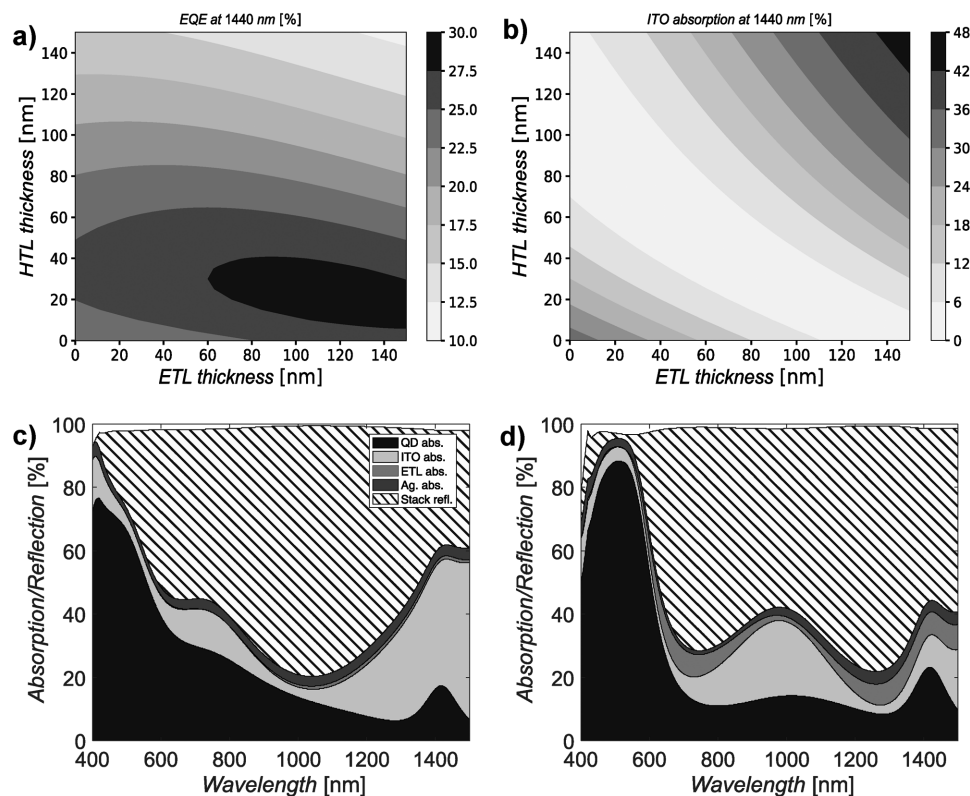 a)
EQE at 1440 nm [%]
140
120
100
80
60
40
20
0
HTL thickness [nm]
0 20 40 60 80 100 120 140
ETL thickness [nm]
30.0
27.5
25.0
22.5
20.0
17.5
15.0
12.5
10.0
b)
ITO absorption at 1440 nm [%]
140
120
100
80
60
40
20
0
HTL thickness [nm]
0 20 40 60 80 100 120 140
ETL thickness [nm]
48
42
36
30
24
18
12
6
0
c)
100
80
60
40
20
0
Absorption/Reflection [%]
QD abs.
ITO abs.
ETL abs.
Ag. abs.
Stack refl.
400 600 800 1000 1200 1400
Wavelength [nm]
d)
100
80
60
40
20
0
Absorption/Reflection [%]
400 600 800 1000 1200 1400
Wavelength [nm]